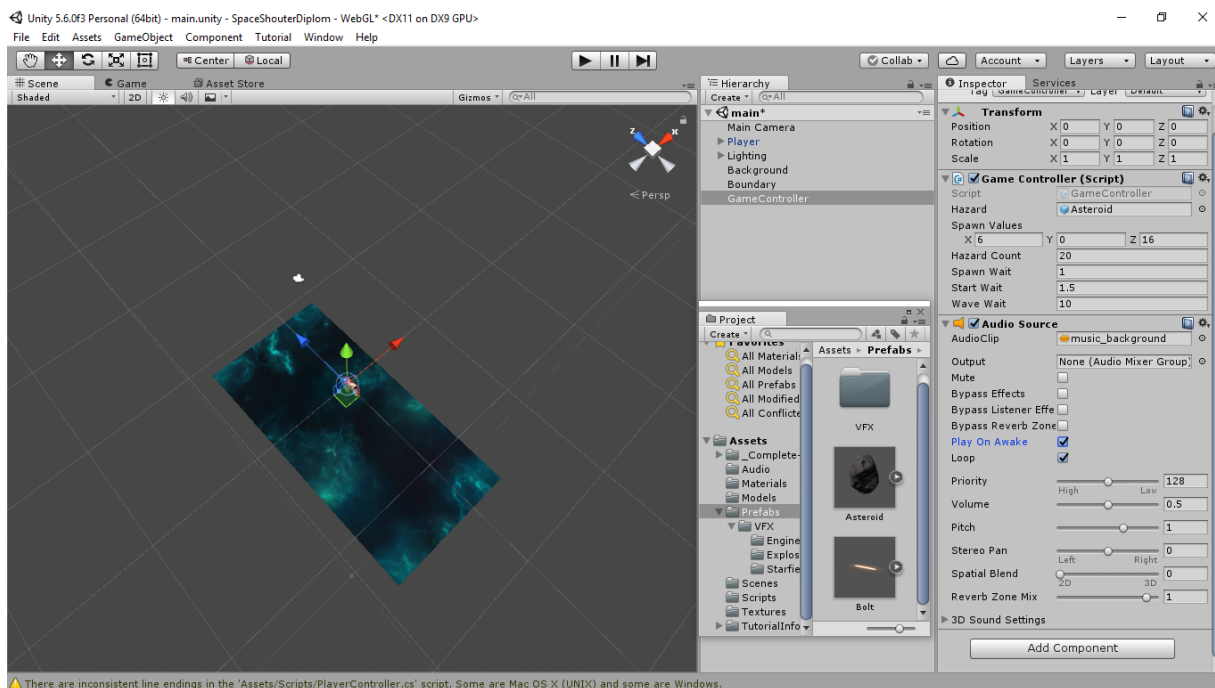 Unity 5.6.0f3 Personal (64bit) - main.unity - SpaceShouterDiplom - WebGL* <DX11 on DX9 GPU>
File Edit Assets GameObject Component Tutorial Window Help
Center Local Collab Account Layers Layout
Scene Game Asset Store
Shaded 2D Gizmos All
z x
Persp
Hierarchy
Create All
main*
Main Camera
Player
Lighting
Background
Boundary
GameController
Project
Create
Favorites
All Material
All Models
All Prefabs
All Modified
All Conflicte
Assets
_Complete-
Audio
Materials
Models
Prefabs
VFX
Engine
Explos
Starfie
Scenes
Scripts
Textures
TutorialInfo
Assets Prefabs
VFX
Asteroid
Bolt
Inspector Services
Tag GameController Layer Default
Transform
Position X 0 Y 0 Z 0
Rotation X 0 Y 0 Z 0
Scale X 1 Y 1 Z 1
Game Controller (Script)
Script GameController
Hazard Asteroid
Spawn Values
X 6 Y 0 Z 16
Hazard Count 20
Spawn Wait 1
Start Wait 1.5
Wave Wait 10
Audio Source
AudioClip music_background
Output None (Audio Mixer Group)
Mute
Bypass Effects
Bypass Listener Effe
Bypass Reverb Zone
Play On Awake
Loop
Priority 128
High Low
Volume 0.5
Pitch 1
Stereo Pan 0
Left Right
Spatial Blend 0
2D 3D
Reverb Zone Mix 1
3D Sound Settings
Add Component
There are inconsistent line endings in the 'Assets/Scripts/PlayerController.cs' script. Some are Mac OS X (UNIX) and some are Windows.